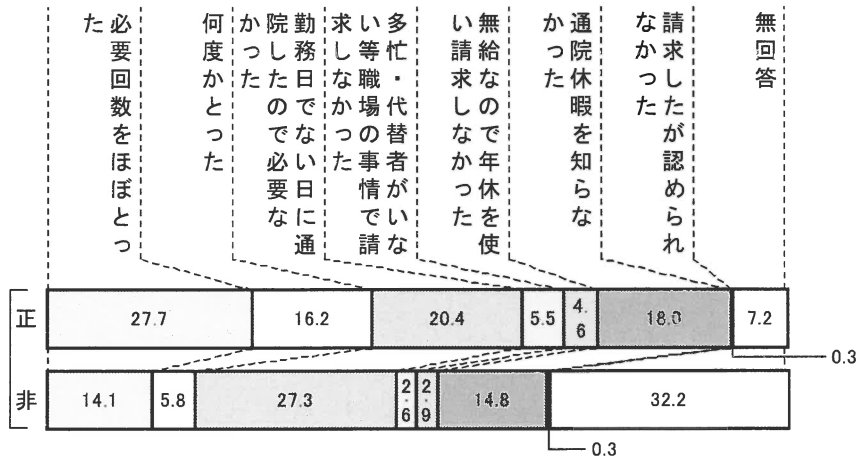 必要回数をほぼとっ
た
何度かとった
勤務日でない日に通
院したので必要な
かった
多忙・代替者がいな
い等職場の事情で請
求しなかった
無給なので年休を使
い請求しなかった
通院休暇を知らな
かった
請求したが認められ
なかった
無回答
正 27.7 16.2 20.4 5.5 4.6 18.0 7.2
0.3
非 14.1 5.8 27.3 2.6 2.9 14.8 32.2
0.3